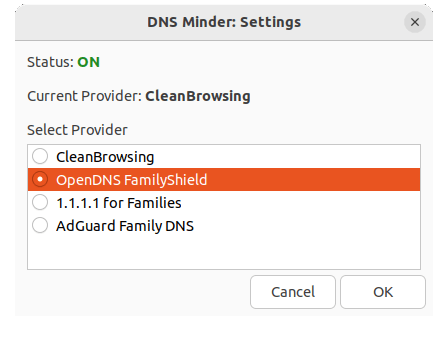 DNS Minder: Settings
Status: ON
Current Provider: CleanBrowsing
Select Provider
CleanBrowsing
OpenDNS FamilyShield
1.1.1.1 for Families
AdGuard Family DNS
Cancel OK